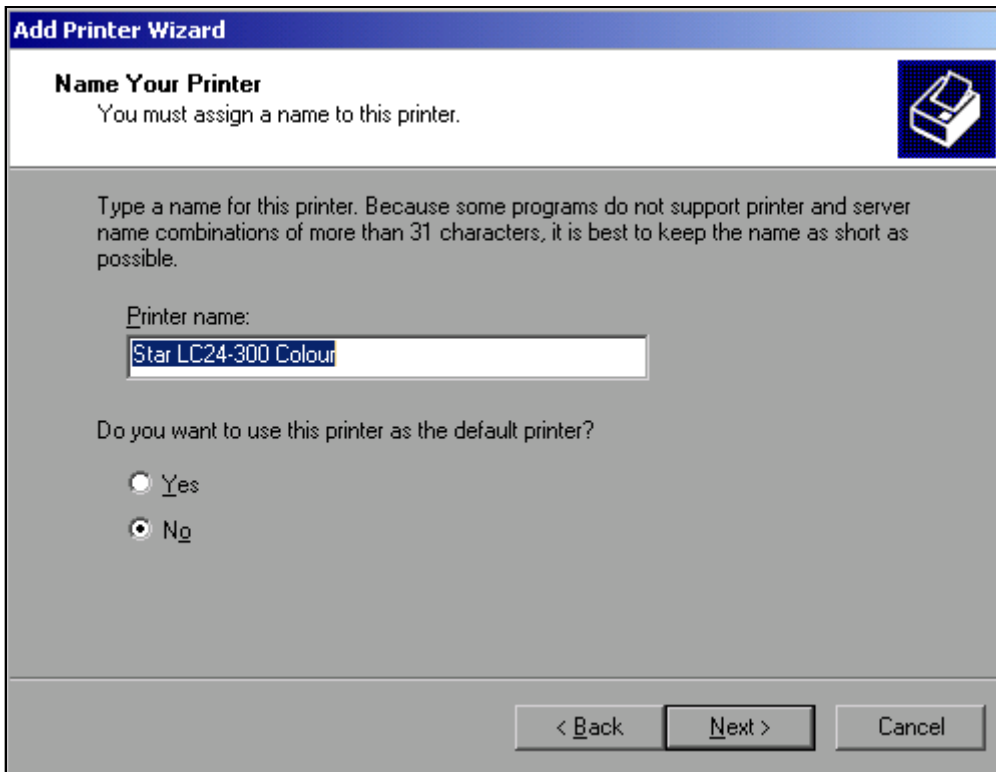 Add Printer Wizard
Name Your Printer
You must assign a name to this printer.
Type a name for this printer. Because some programs do not support printer and server
name combinations of more than 31 characters, it is best to keep the name as short as
possible.
Printer name:
Star LC24-300 Colour
Do you want to use this printer as the default printer?
Yes
No
< Back
Next >
Cancel